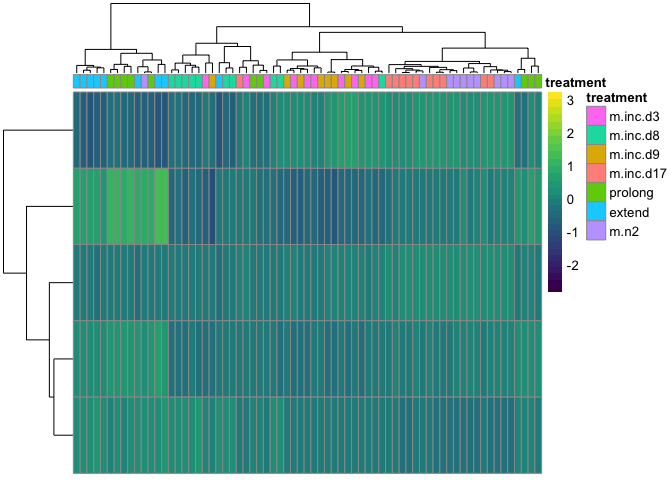 treatment
3
2
1
0
-1
-2
treatment
m.inc.d3
m.inc.d8
m.inc.d9
m.inc.d17
prolong
extend
m.n2